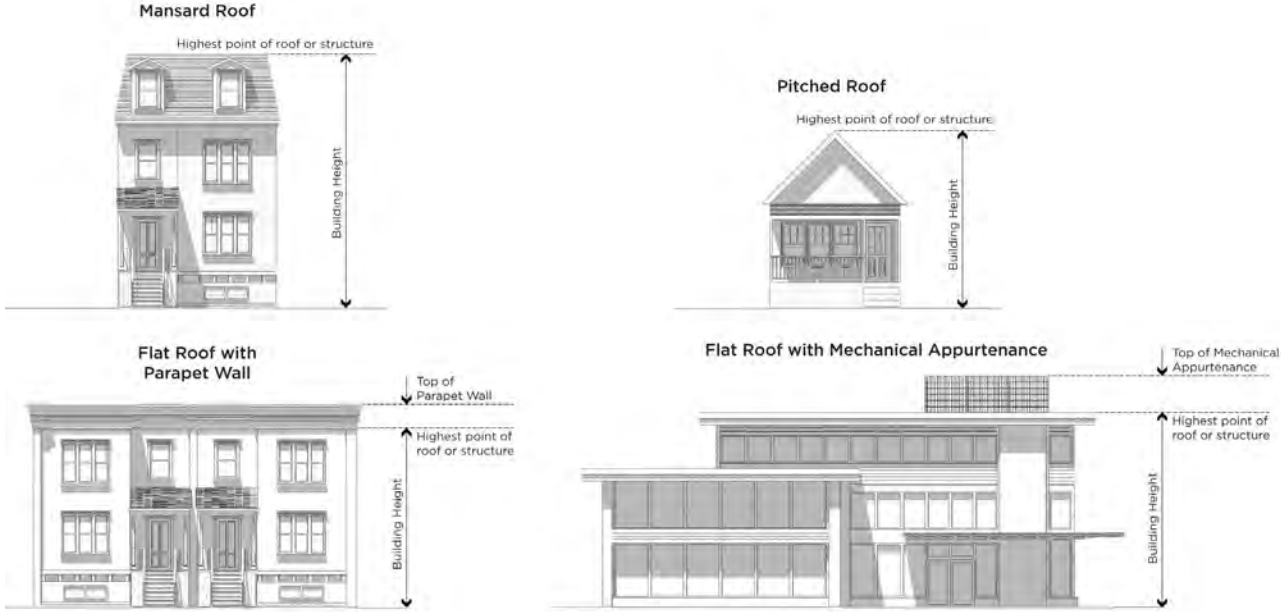 Mansard Roof
Highest point of roof or structure
Building Height
Pitched Roof
Highest point of roof or structure
Building Height
Flat Roof with
Parapet Wall
Top of
Parapet Wall
Highest point of
roof or structure
Building Height
Flat Roof with Mechanical Appurtenance
Top of Mechanical
Appurtenance
Highest point of
roof or structure
Building Height